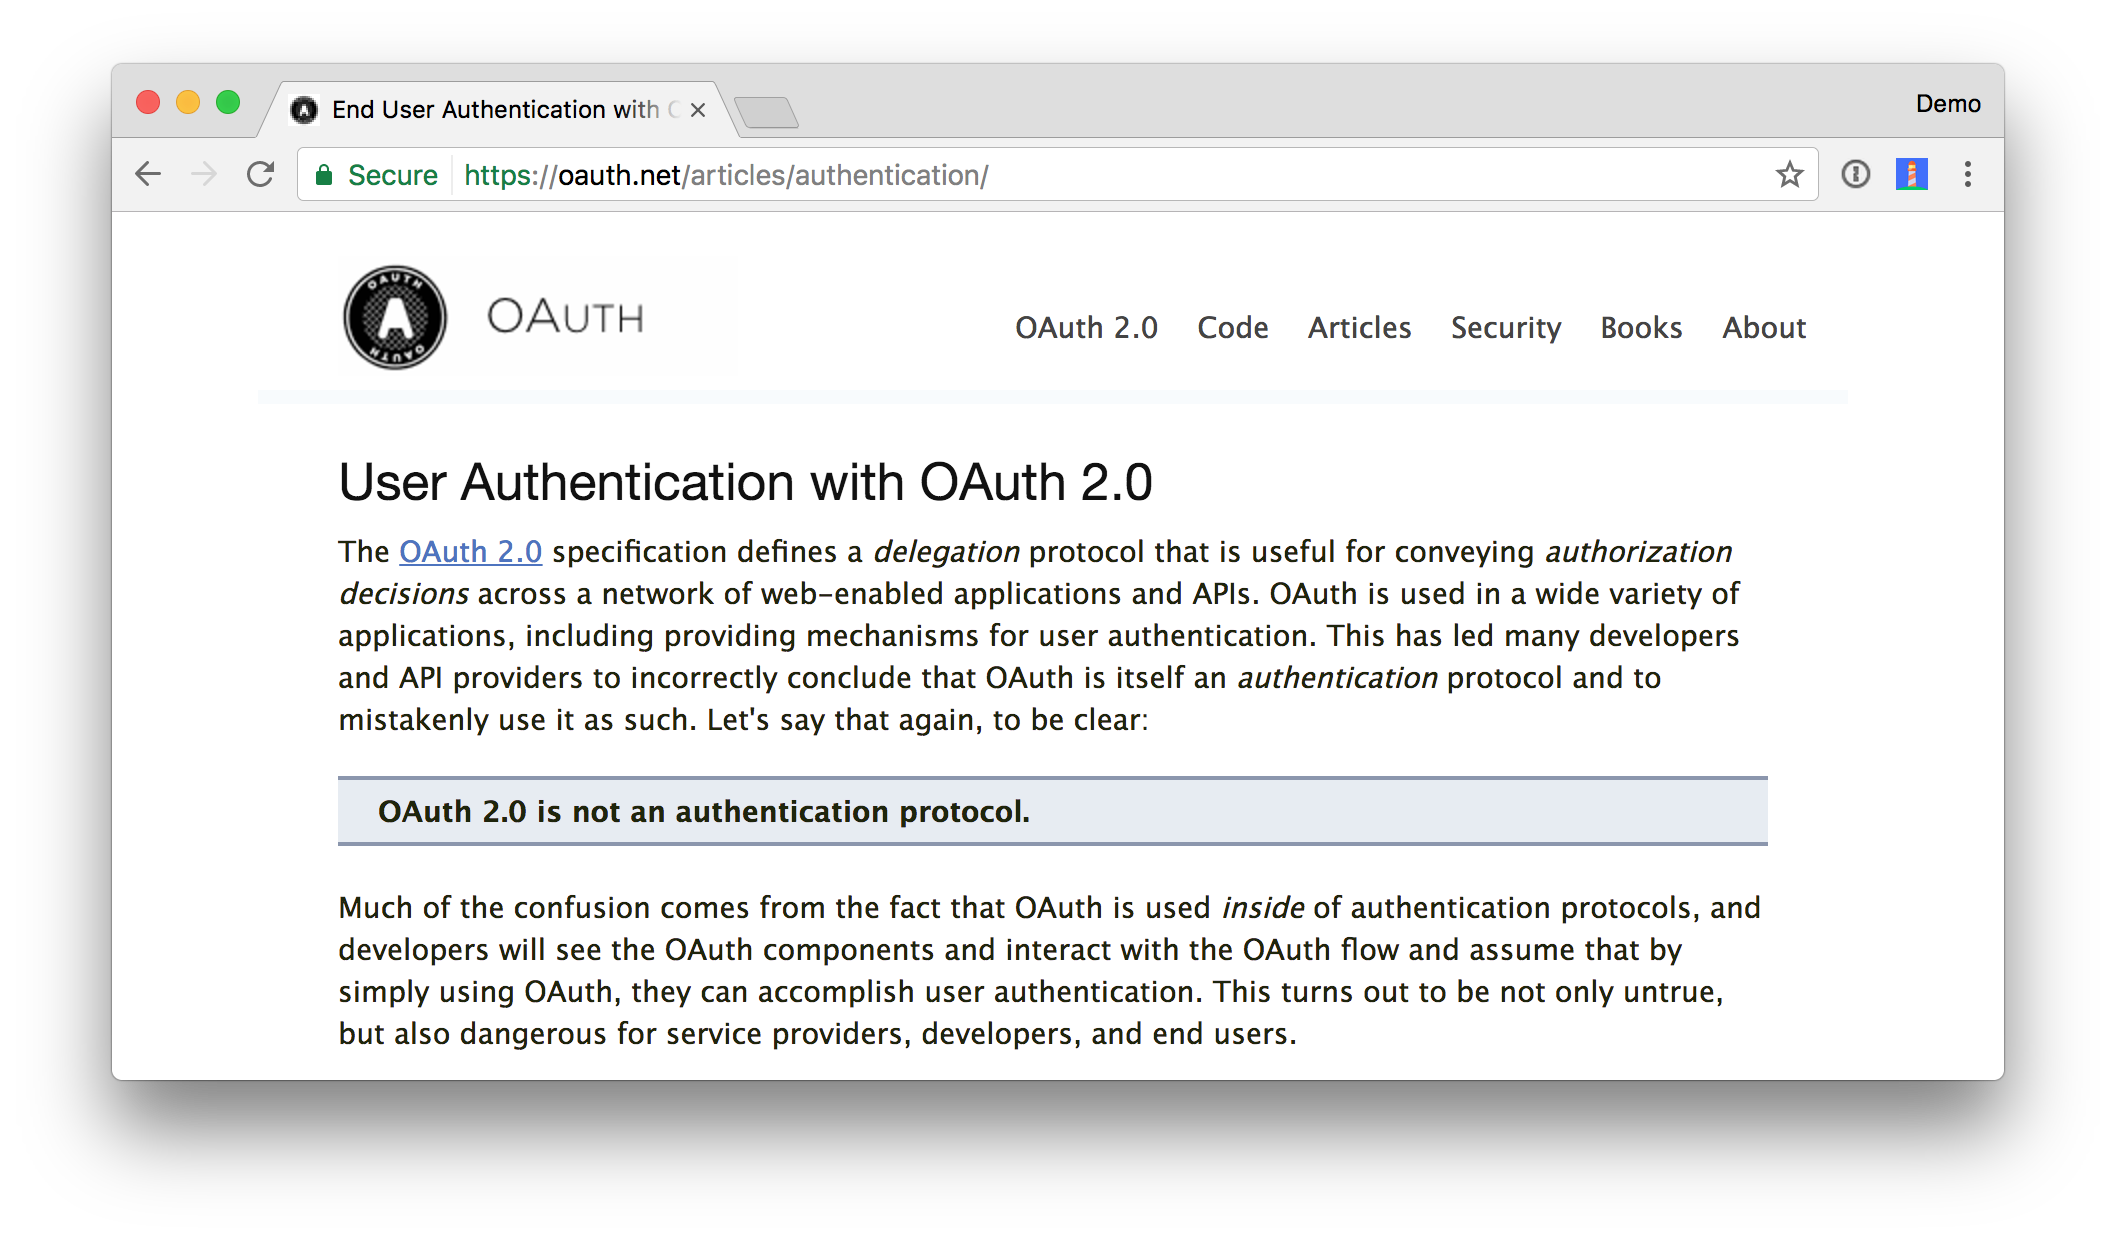 End User Authentication with
Demo
Secure https://oauth.net/articles/authentication/
OAUTH
A
OAUTH
OAUTH
OAuth 2.0 Code Articles Security Books About
User Authentication with OAuth 2.0
The OAuth 2.0 specification defines a delegation protocol that is useful for conveying authorization
decisions across a network of web-enabled applications and APIs. OAuth is used in a wide variety of
applications, including providing mechanisms for user authentication. This has led many developers
and API providers to incorrectly conclude that OAuth is itself an authentication protocol and to
mistakenly use it as such. Let's say that again, to be clear:
OAuth 2.0 is not an authentication protocol.
Much of the confusion comes from the fact that OAuth is used inside of authentication protocols, and
developers will see the OAuth components and interact with the OAuth flow and assume that by
simply using OAuth, they can accomplish user authentication. This turns out to be not only untrue,
but also dangerous for service providers, developers, and end users.